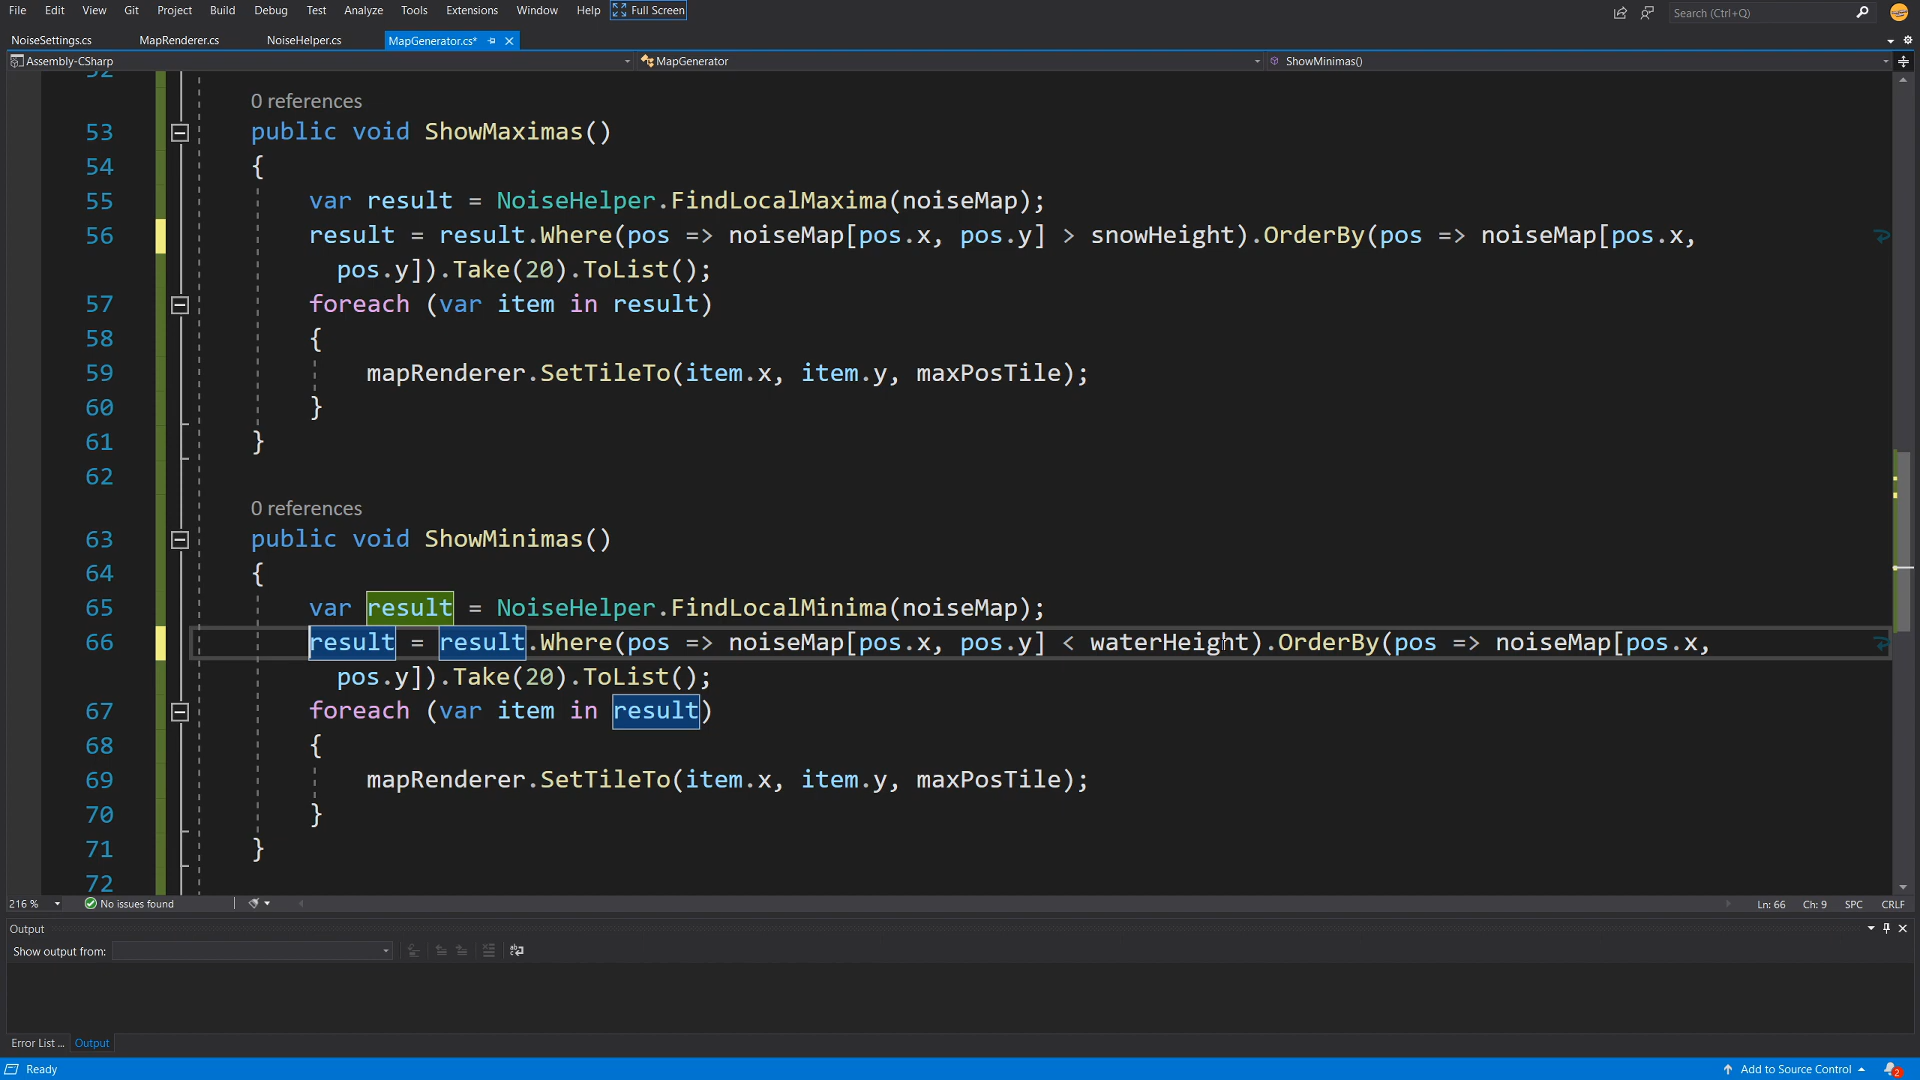 File Edit View Git Project Build Debug Test Analyze Tools Extensions Window Help Full Screen Search (Ctrl+Q)
NoiseSettings.cs MapRenderer.cs NoiseHelper.cs MapGenerator.cs*
Assembly-CSharp MapGenerator ShowMinimas()
52
0 references
53 public void ShowMaximas()
54 {
55 var result = NoiseHelper.FindLocalMaxima(noiseMap);
56 result = result.Where(pos => noiseMap[pos.x, pos.y] > snowHeight).OrderBy(pos => noiseMap[pos.x,
pos.y]).Take(20).ToList();
57 foreach (var item in result)
58 {
59 mapRenderer.SetTileTo(item.x, item.y, maxPosTile);
60 }
61 }
62
0 references
63 public void ShowMinimas()
64 {
65 var result = NoiseHelper.FindLocalMinima(noiseMap);
66 result = result.Where(pos => noiseMap[pos.x, pos.y] < waterHeight).OrderBy(pos => noiseMap[pos.x,
pos.y]).Take(20).ToList();
67 foreach (var item in result)
68 {
69 mapRenderer.SetTileTo(item.x, item.y, maxPosTile);
70 }
71 }
72
216 % No issues found Ln: 66 Ch: 9 SPC CRLF
Output
Show output from:
Error List ... Output
Ready Add to Source Control 2